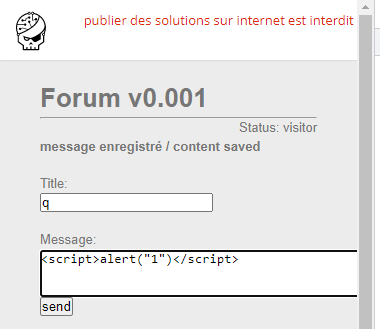 publier des solutions sur internet est interdit
Forum v0.001
Status: visitor
message enregistré / content saved
Title:
q
Message:
<script>alert("1")</script>
send